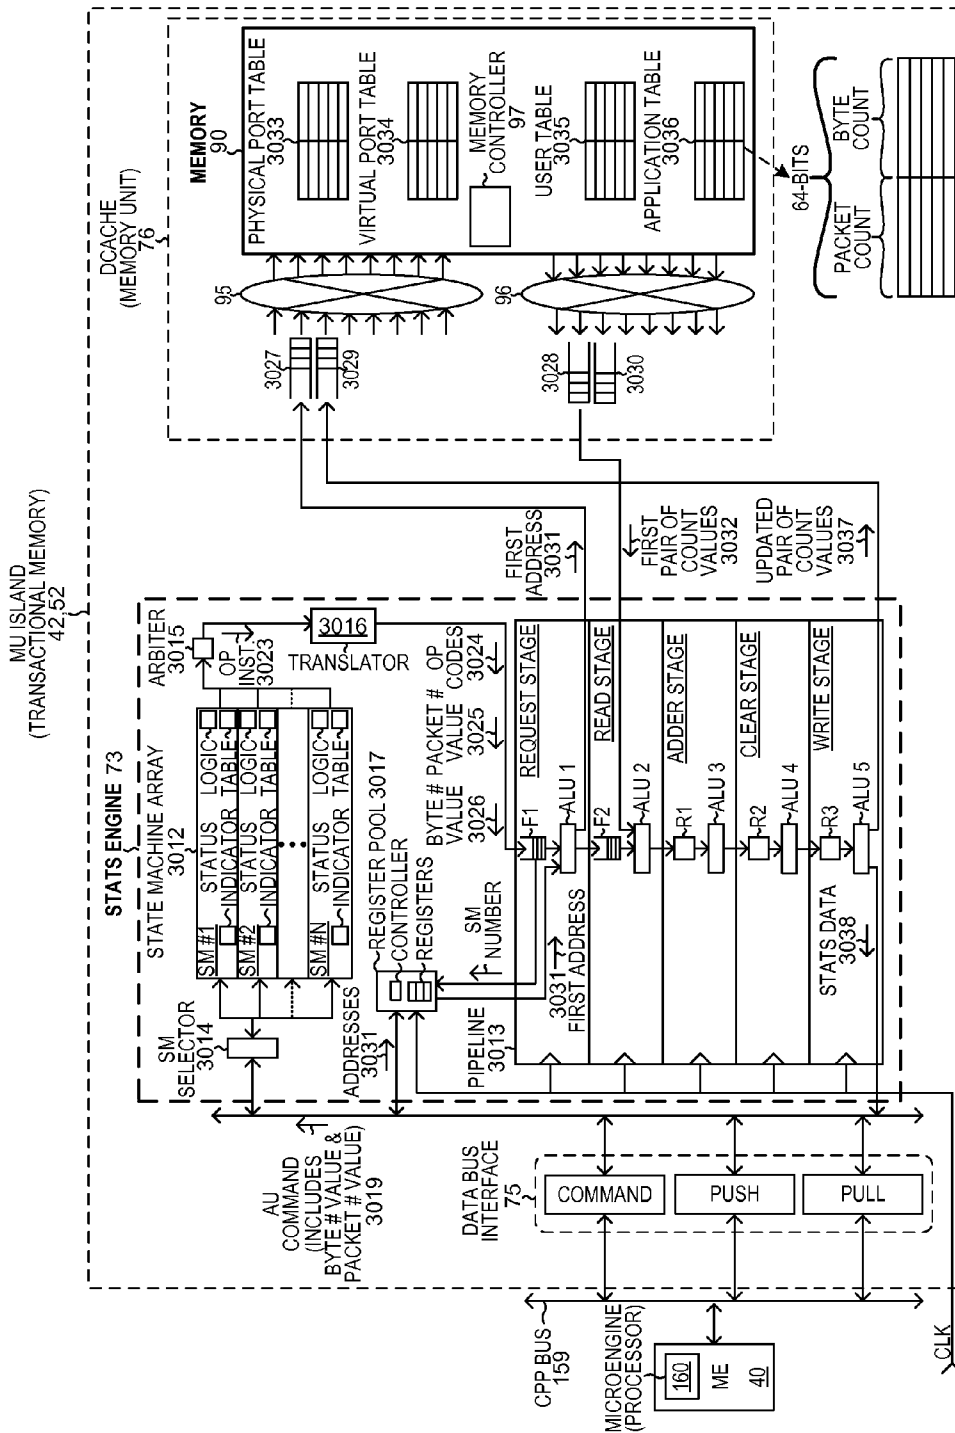 MU ISLAND
(TRANSACTIONAL MEMORY)
42,52
DCACHE
(MEMORY UNIT)
76
STATS ENGINE 73
STATE MACHINE ARRAY
3012
SM #1
STATUS
INDICATOR
LOGIC
TABLE
SM #2
STATUS
INDICATOR
LOGIC
TABLE
SM #N
STATUS
INDICATOR
LOGIC
TABLE
ARBITER
3015
OP
INST.
3023
3016
TRANSLATOR
SM
SELECTOR
3014
ADDRESSES
3031
REGISTER POOL 3017
CONTROLLER
REGISTERS
SM
NUMBER
OP
CODES
3024
PACKET #
VALUE
3025
BYTE #
VALUE
3026
PIPELINE
3013
REQUEST STAGE
F1
ALU 1
3031
FIRST ADDRESS
READ STAGE
F2
ALU 2
ADDER STAGE
R1
ALU 3
CLEAR STAGE
R2
ALU 4
WRITE STAGE
R3
ALU 5
STATS DATA
3038
FIRST
ADDRESS
3031
FIRST
PAIR OF
COUNT
VALUES
3032
UPDATED
PAIR OF
COUNT
VALUES
3037
3027
3029
3028
3030
95
96
MEMORY
90
PHYSICAL PORT TABLE
3033
VIRTUAL PORT TABLE
3034
MEMORY
CONTROLLER
97
USER TABLE
3035
APPLICATION TABLE
3036
64-BITS
PACKET
COUNT
BYTE
COUNT
AU
COMMAND
(INCLUDES
BYTE # VALUE &
PACKET # VALUE)
3019
DATA BUS
INTERFACE
75
COMMAND
PUSH
PULL
CPP BUS
159
MICROENGINE
(PROCESSOR)
160
ME
40
CLK